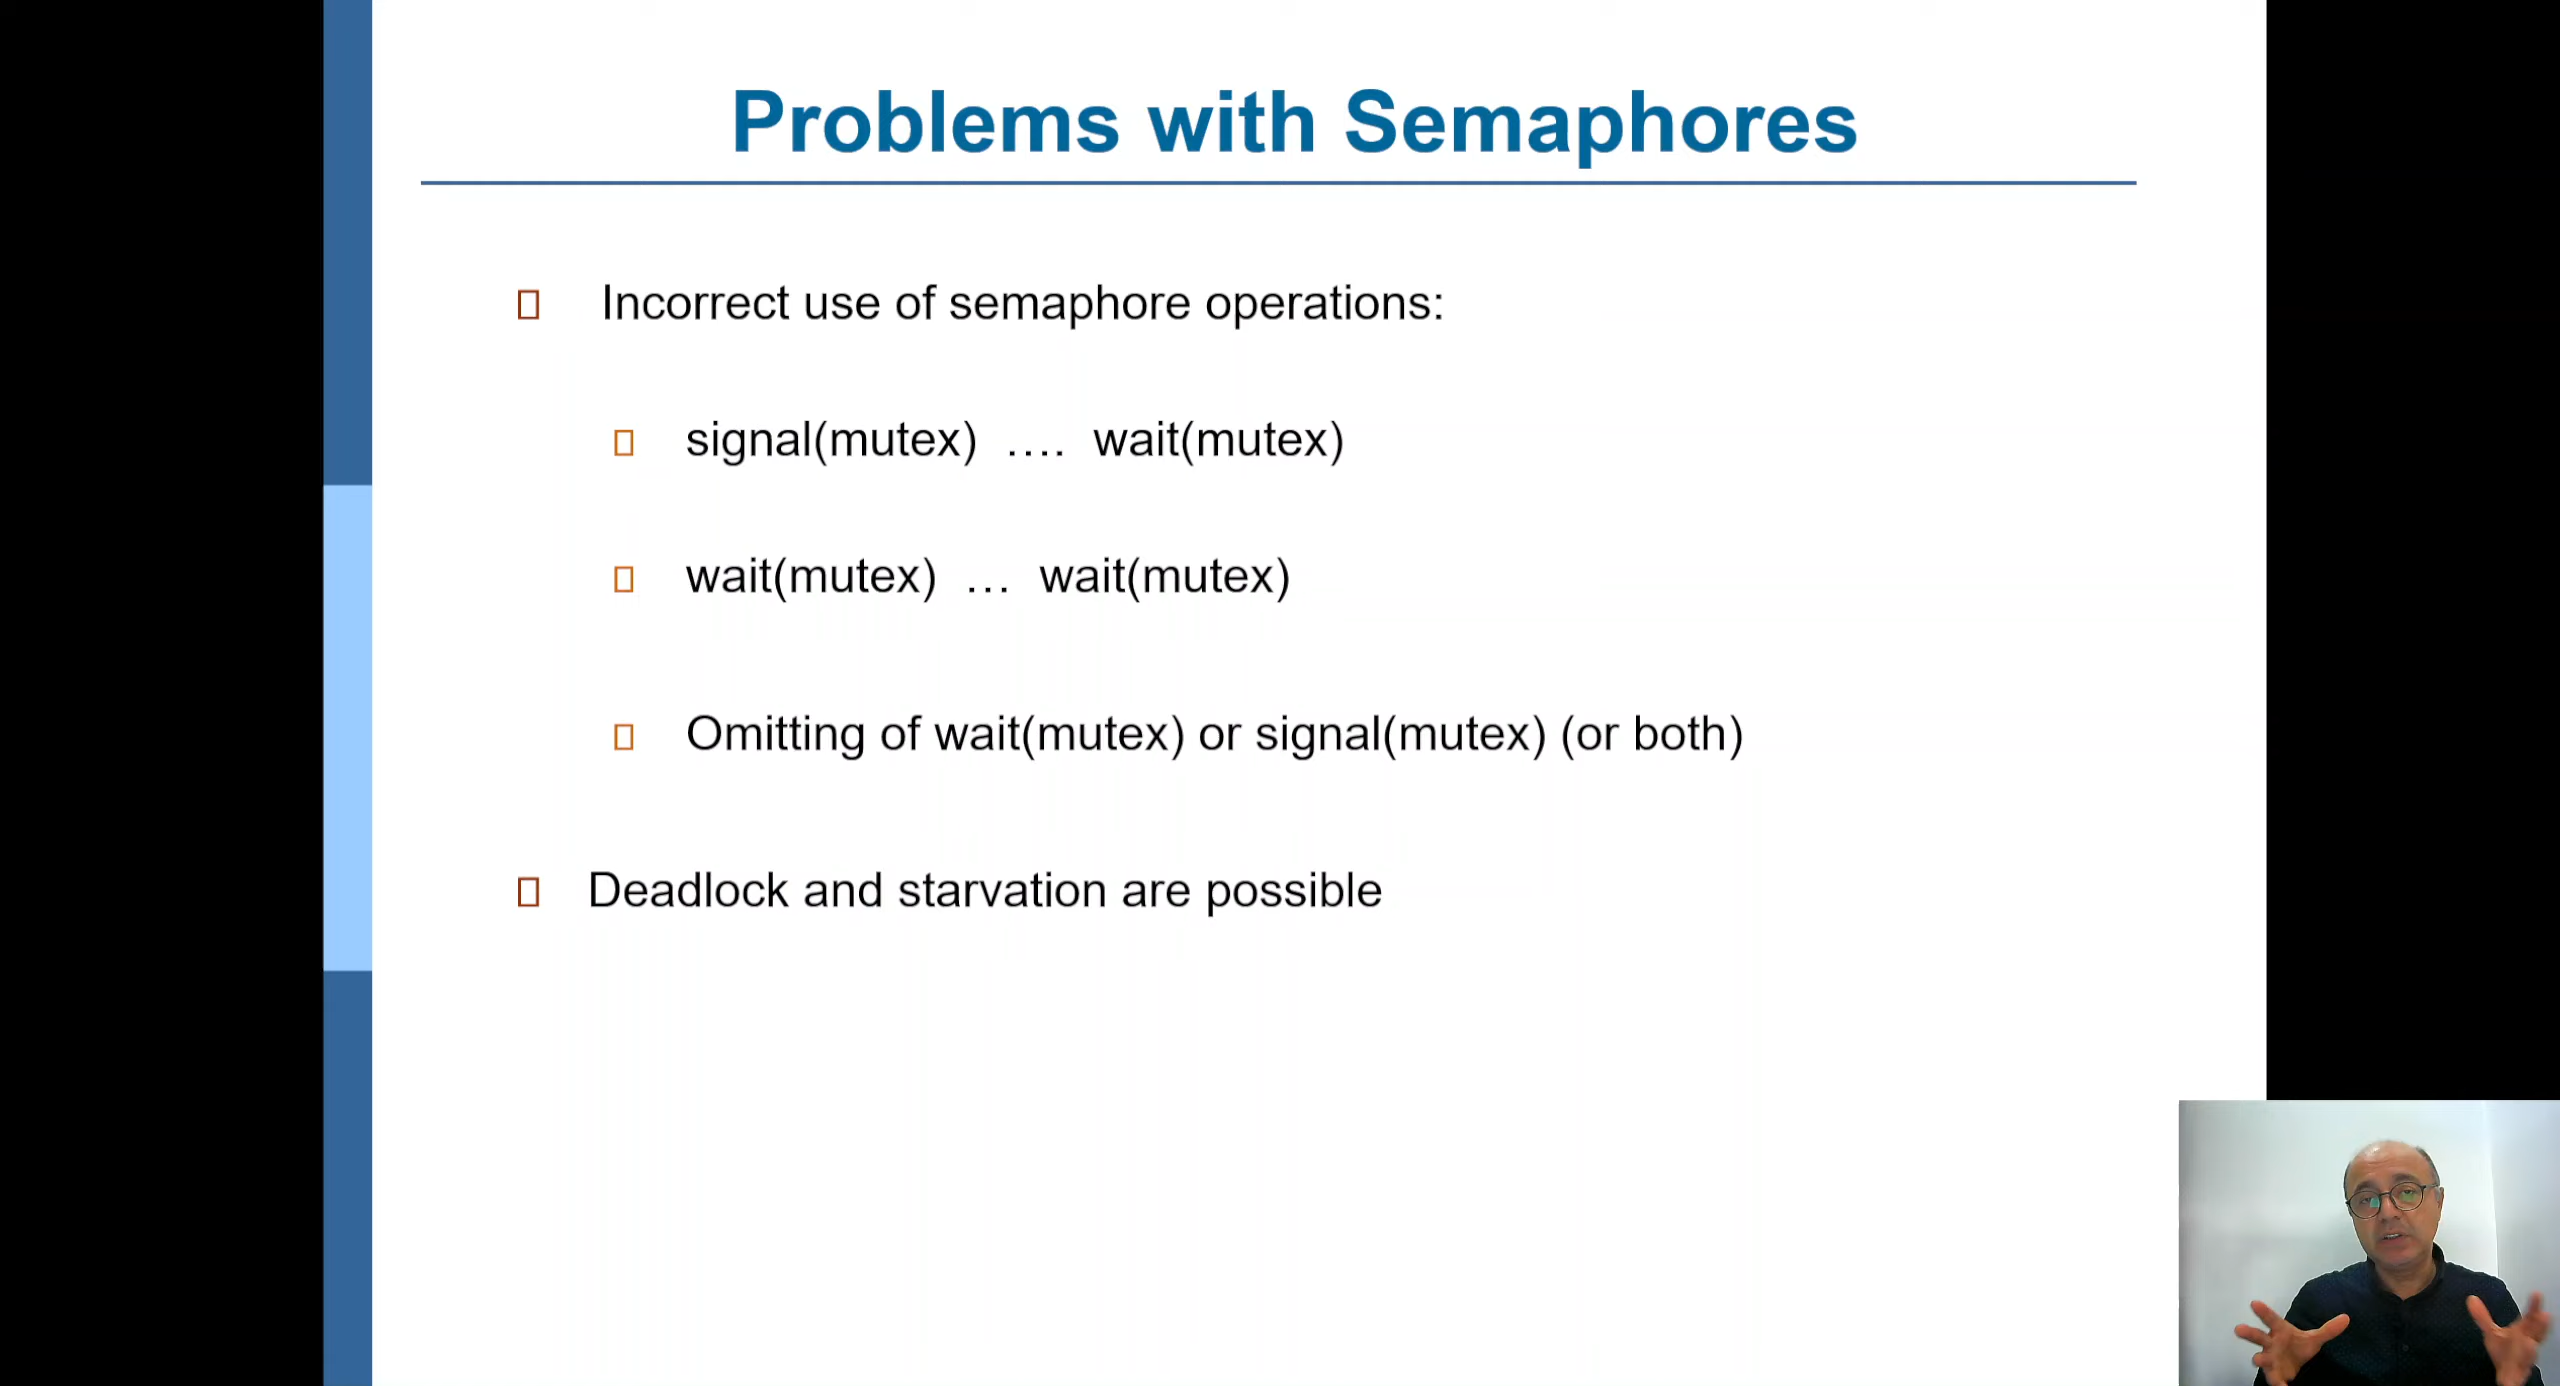 Problems with Semaphores
Incorrect use of semaphore operations:
signal(mutex) .... wait(mutex)
wait(mutex) … wait(mutex)
Omitting of wait(mutex) or signal(mutex) (or both)
Deadlock and starvation are possible